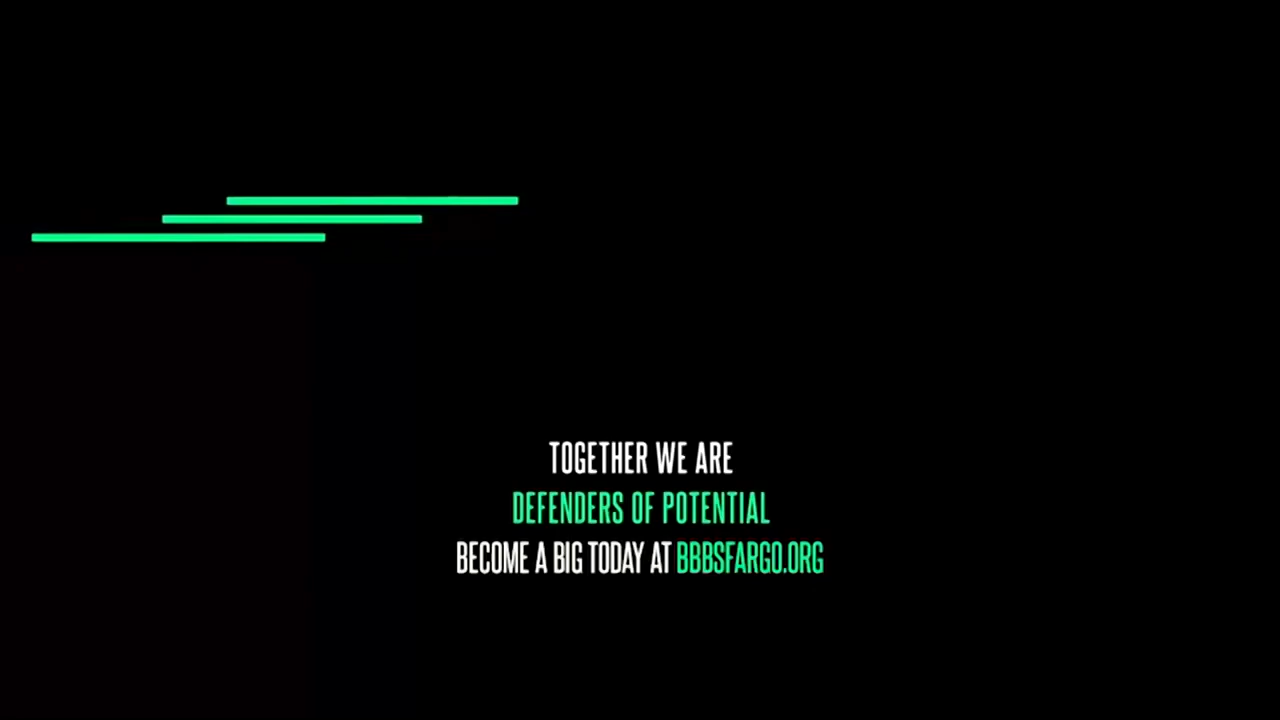 TOGETHER WE ARE
DEFENDERS OF POTENTIAL
BECOME A BIG TODAY AT BBBSFARGO.ORG